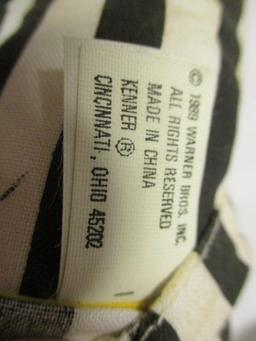 © 1989 WARNER BROS. INC.
ALL RIGHTS RESERVED
MADE IN CHINA
KENNER ®
CINCINNATI, OHIO 45202